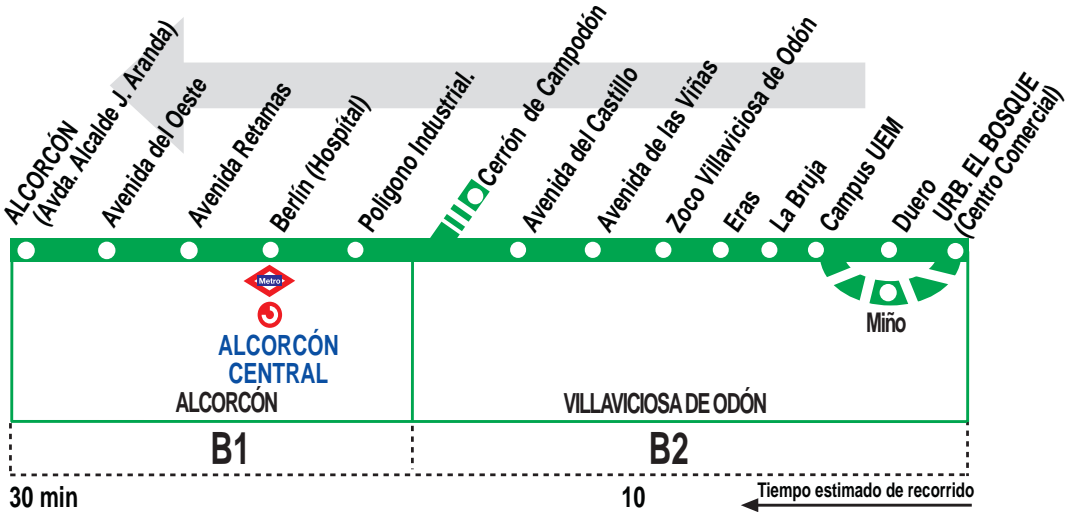 ALCORCÓN
(Avda. Alcalde J. Aranda)
Avenida del Oeste
Avenida Retamas
Berlín (Hospítal)
Poligono Industrial.
Cerrón de Campodón
Avenida del Castillo
Avenida de las Viñas
Zoco Villaviciosa de Odón
Eras
La Bruja
Campus UEM
Duero
URB. EL BOSQUE
(Centro Comercial)
Metro
Miño
ALCORCÓN
CENTRAL
ALCORCÓN
VILLAVICIOSA DE ODÓN
B1
B2
30 min
10
Tiempo estimado de recorrido